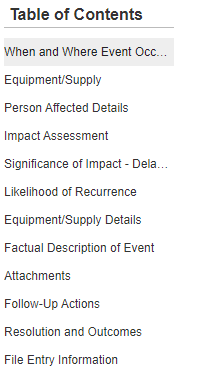 Table of Contents
When and Where Event Occ...
Equipment/Supply
Person Affected Details
Impact Assessment
Significance of Impact - Dela...
Likelihood of Recurrence
Equipment/Supply Details
Factual Description of Event
Attachments
Follow-Up Actions
Resolution and Outcomes
File Entry Information